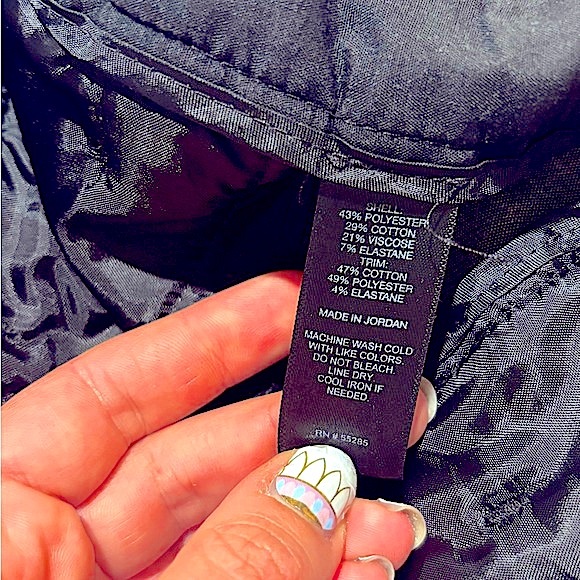 SHELL:
43% POLYESTER
29% COTTON
21% VISCOSE
7% ELASTANE
TRIM:
47% COTTON
49% POLYESTER
4% ELASTANE
MADE IN JORDAN
MACHINE WASH COLD
WITH LIKE COLORS.
DO NOT BLEACH.
LINE DRY.
COOL IRON IF
NEEDED.
RN # 55285